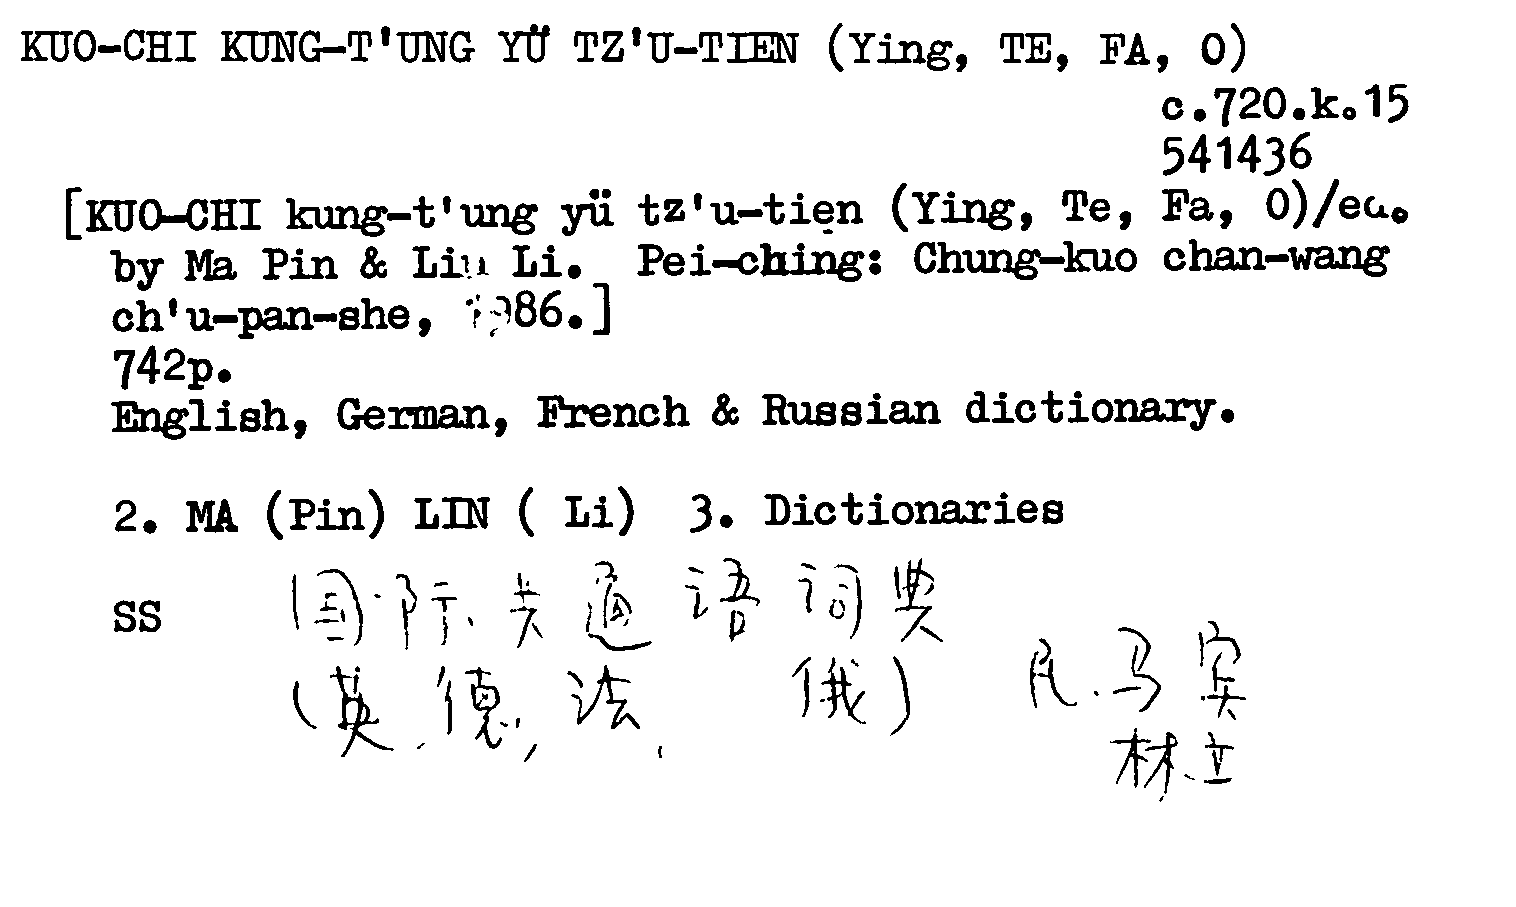 KUO-CHI KUNG-T'UNG YÜ TZ'U-TIEN (Ying, TE, FA, O)
c.720.k.15
541436
[KUO-CHI kung-t'ung yü tz'u-tien (Ying, Te, Fa, O)/ed.
by Ma Pin & Lin Li. Pei-ching: Chung-kuo chan-wang
ch'u-pan-she, 1986.]
742p.
English, German, French & Russian dictionary.
2. MA (Pin) LIN ( Li) 3. Dictionaries
SS 国际共通语词典
(英,德,法, 俄) 马宾
林立